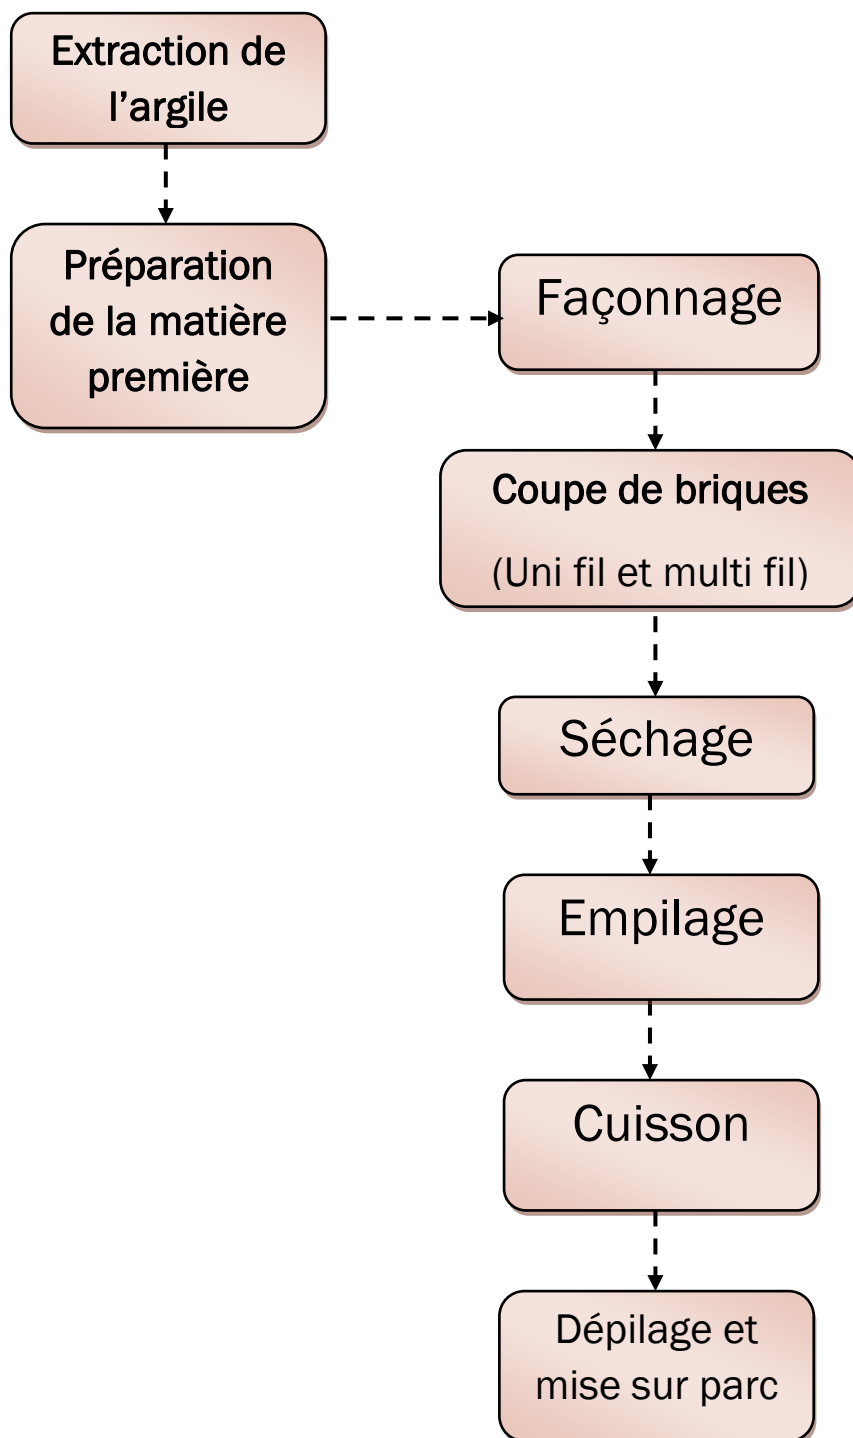 Extraction de
l’argile
Préparation
de la matière
première
Façonnage
Coupe de briques
(Uni fil et multi fil)
Séchage
Empilage
Cuisson
Dépilage et
mise sur parc